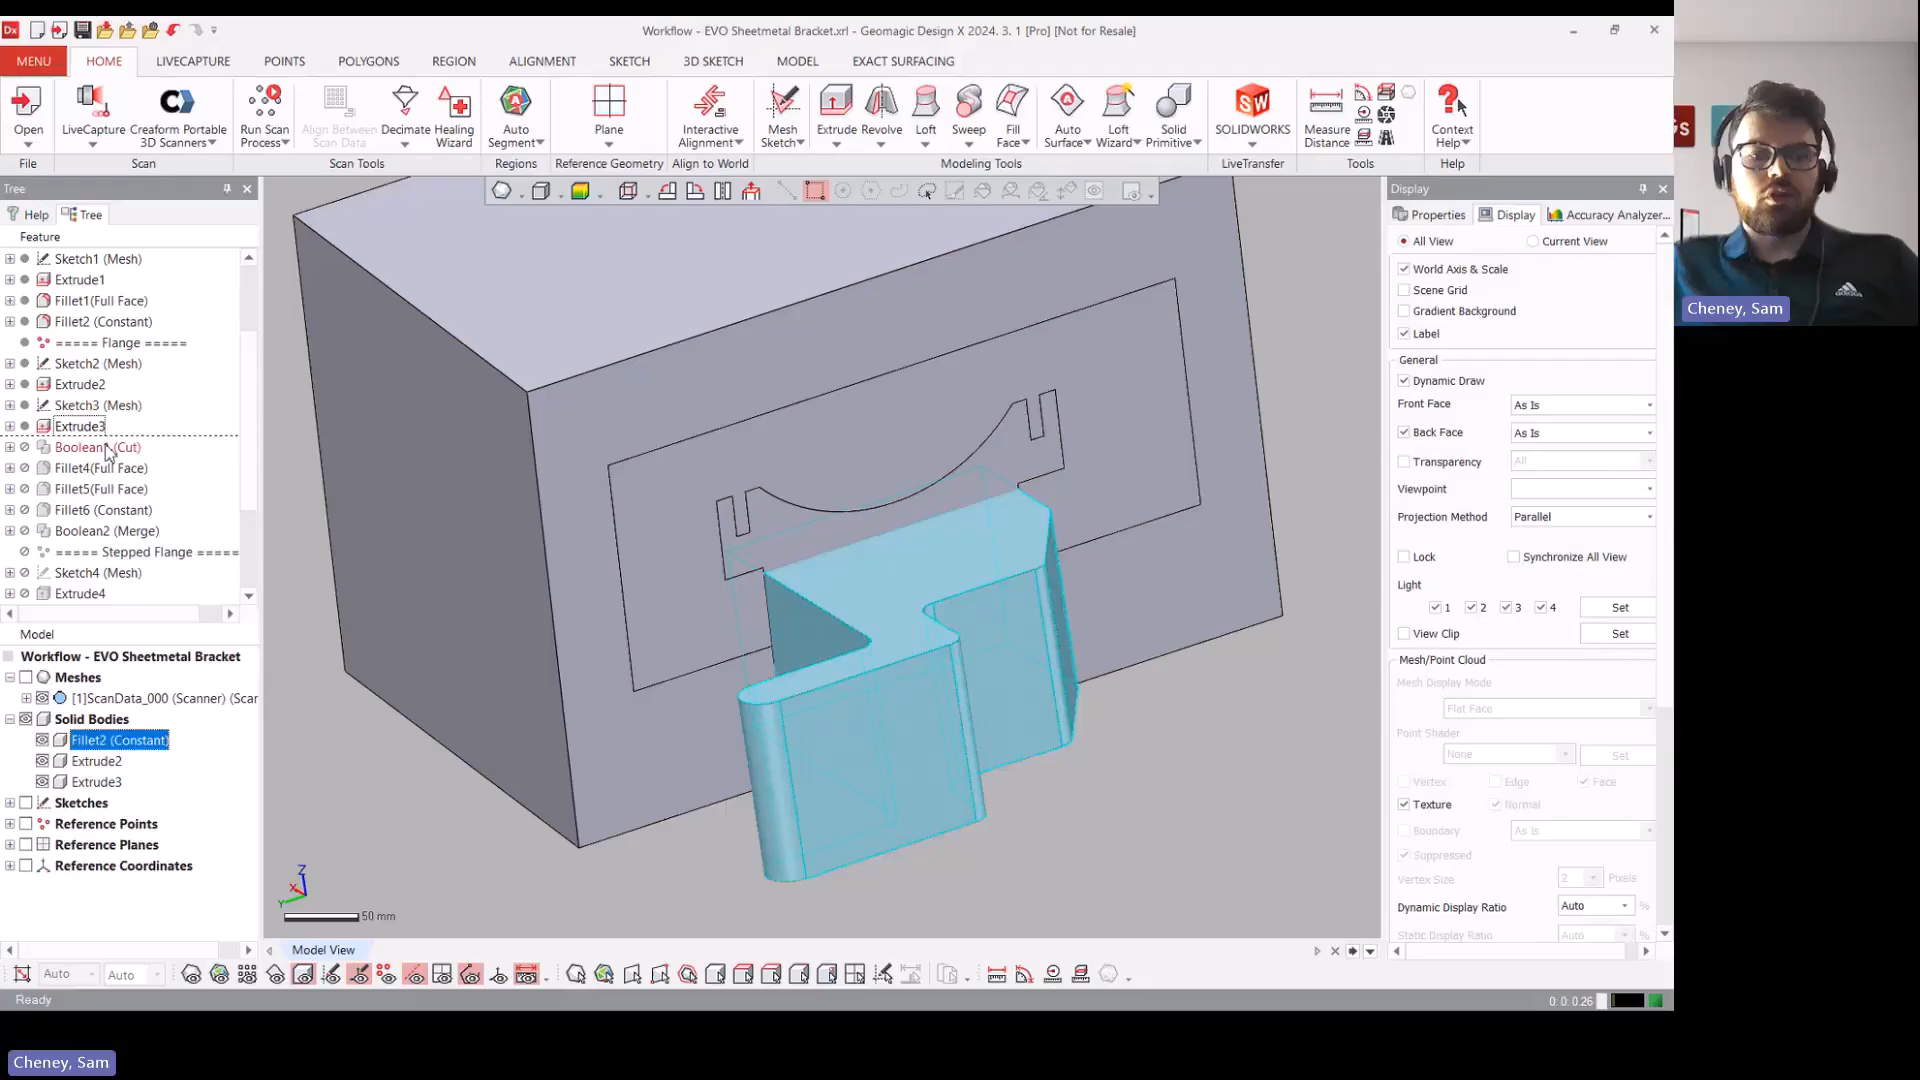 Workflow - EVO Sheetmetal Bracket.xrl - Geomagic Design X 2024. 3. 1 [Pro] [Not for Resale]
MENU HOME LIVECAPTURE POINTS POLYGONS REGION ALIGNMENT SKETCH 3D SKETCH MODEL EXACT SURFACING
Open
LiveCapture
Creaform Portable
3D Scanners
Run Scan
Process
Align Between
Scan Data
Decimate
Healing
Wizard
Auto
Segment
Plane
Interactive
Alignment
Mesh
Sketch
Extrude
Revolve
Loft
Sweep
Fill
Face
Auto
Surface
Loft
Wizard
Solid
Primitive
SOLIDWORKS
Measure
Distance
Context
Help
File Scan Scan Tools Regions Reference Geometry Align to World Modeling Tools LiveTransfer Tools Help
Tree
Help Tree
Feature
Sketch1 (Mesh)
Extrude1
Fillet1(Full Face)
Fillet2 (Constant)
===== Flange =====
Sketch2 (Mesh)
Extrude2
Sketch3 (Mesh)
Extrude3
Boolean (Cut)
Fillet4(Full Face)
Fillet5(Full Face)
Fillet6 (Constant)
Boolean2 (Merge)
===== Stepped Flange =====
Sketch4 (Mesh)
Extrude4
Model
Workflow - EVO Sheetmetal Bracket
Meshes
[1]ScanData_000 (Scanner) (Scar
Solid Bodies
Fillet2 (Constant)
Extrude2
Extrude3
Sketches
Reference Points
Reference Planes
Reference Coordinates
Z
X
Y
50 mm
Model View
Auto Auto
Ready
0: 0: 0.26
Display
Properties Display Accuracy Analyzer...
All View Current View
World Axis & Scale
Scene Grid
Gradient Background
Label
General
Dynamic Draw
Front Face As Is
Back Face As Is
Transparency All
Viewpoint
Projection Method Parallel
Lock Synchronize All View
Light
1 2 3 4 Set
View Clip Set
Mesh/Point Cloud
Mesh Display Mode
Flat Face
Point Shader
None Set
Vertex Edge Face
Texture Normal
Boundary As Is
Suppressed
Vertex Size 2 Pixels
Dynamic Display Ratio Auto %
Static Display Ratio Auto %
Cheney, Sam
adidas
Cheney, Sam